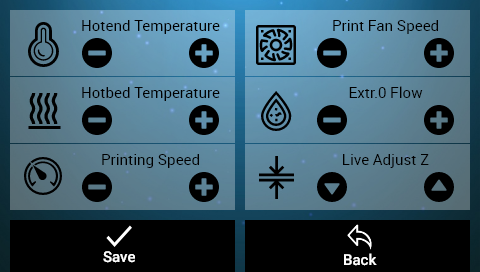 Hotend Temperature
Print Fan Speed
Hotbed Temperature
Extr.0 Flow
Printing Speed
Live Adjust Z
Save
Back